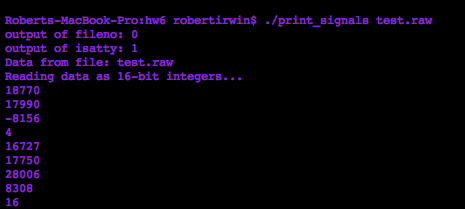 Roberts-MacBook-Pro:hw6 robertirwin$ ./print_signals test.raw
output of fileno: 0
output of isatty: 1
Data from file: test.raw
Reading data as 16-bit integers...
18770
17990
-8156
4
16727
17750
28006
8308
16